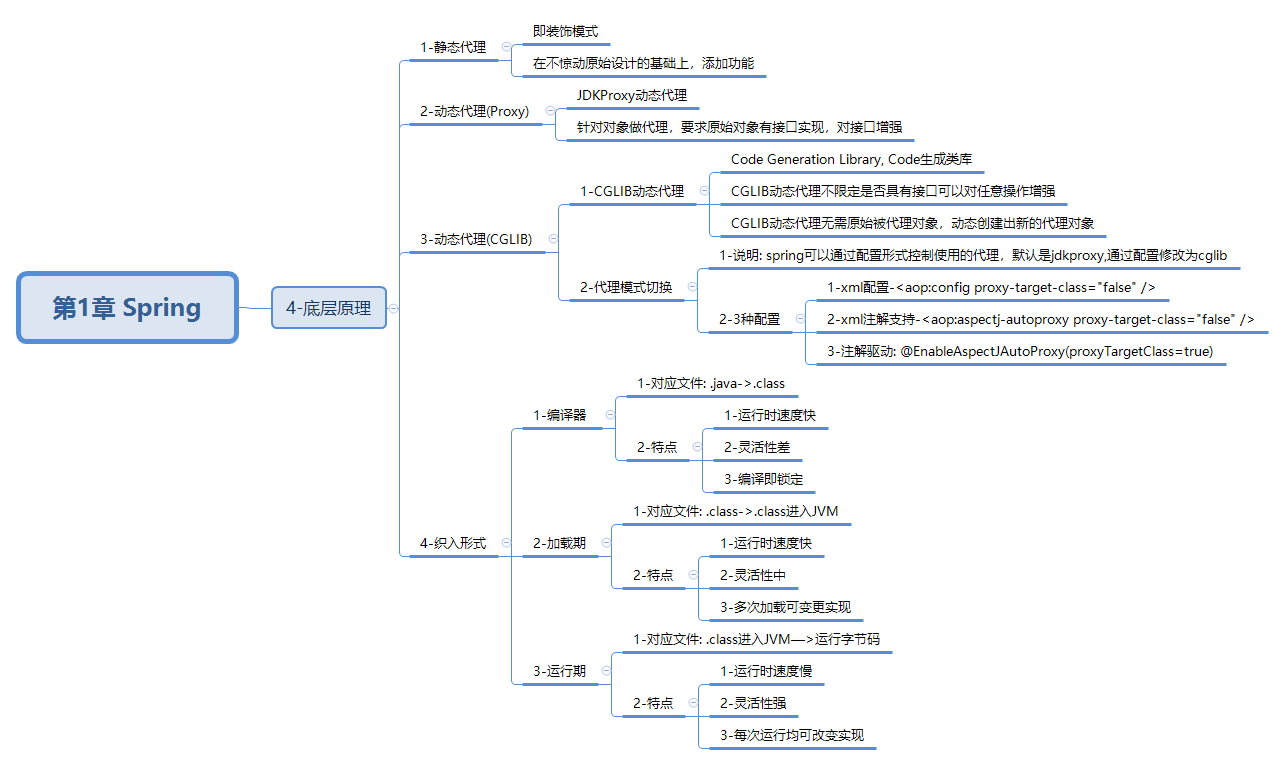 第1章 Spring
4-底层原理
1-静态代理
即装饰模式
在不惊动原始设计的基础上，添加功能
2-动态代理(Proxy)
JDKProxy动态代理
针对对象做代理，要求原始对象有接口实现，对接口增强
3-动态代理(CGLIB)
1-CGLIB动态代理
Code Generation Library, Code生成类库
CGLIB动态代理不限定是否具有接口可以对任意操作增强
CGLIB动态代理无需原始被代理对象，动态创建出新的代理对象
2-代理模式切换
1-说明: spring可以通过配置形式控制使用的代理，默认是jdkproxy,通过配置修改为cglib
2-3种配置
1-xml配置-<aop:config proxy-target-class="false" />
2-xml注解支持-<aop:aspectj-autoproxy proxy-target-class="false" />
3-注解驱动: @EnableAspectJAutoProxy(proxyTargetClass=true)
4-织入形式
1-编译器
1-对应文件: .java->.class
2-特点
1-运行时速度快
2-灵活性差
3-编译即锁定
2-加载期
1-对应文件: .class->.class进入JVM
2-特点
1-运行时速度快
2-灵活性中
3-多次加载可变更实现
3-运行期
1-对应文件: .class进入JVM—>运行字节码
2-特点
1-运行时速度慢
2-灵活性强
3-每次运行均可改变实现